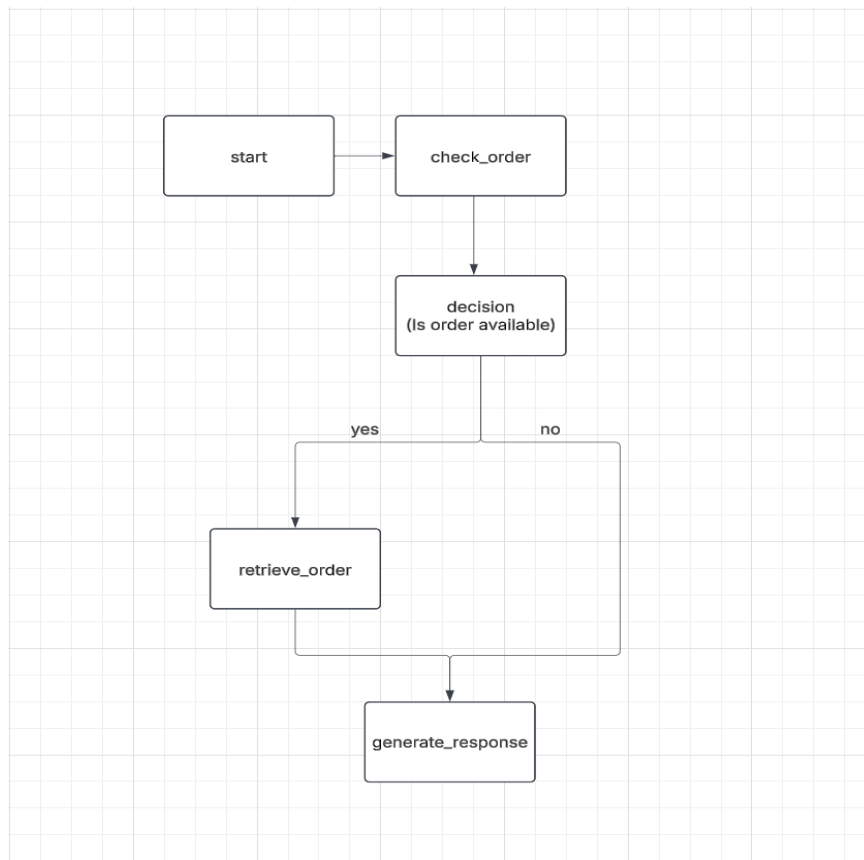 start
check_order
decision
(Is order available)
yes
no
retrieve_order
generate_response